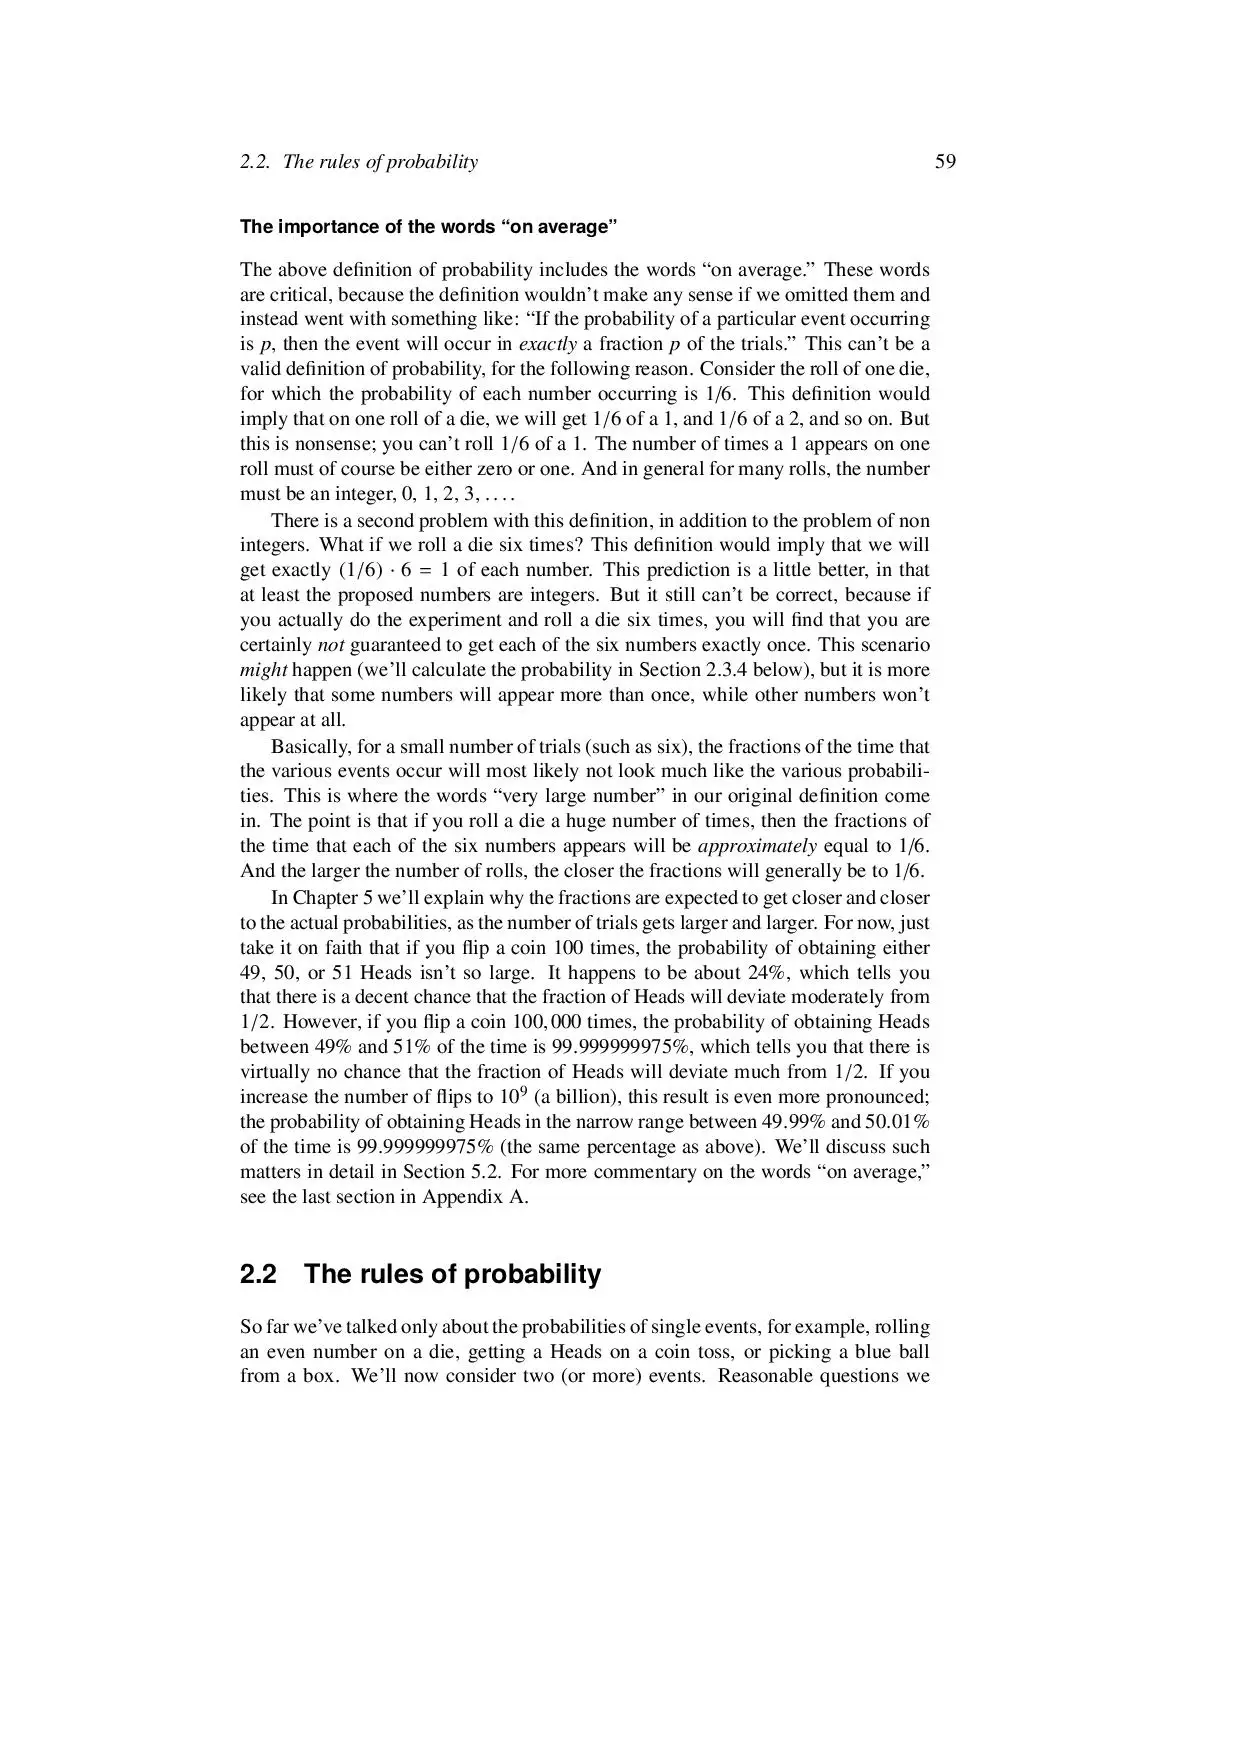 2.2. The rules of probability 59
The importance of the words “on average”
The above definition of probability includes the words “on average.” These words
are critical, because the definition wouldn’t make any sense if we omitted them and
instead went with something like: “If the probability of a particular event occurring
is p, then the event will occur in exactly a fraction p of the trials.” This can’t be a
valid definition of probability, for the following reason. Consider the roll of one die,
for which the probability of each number occurring is 1/6. This definition would
imply that on one roll of a die, we will get 1/6 of a 1, and 1/6 of a 2, and so on. But
this is nonsense; you can’t roll 1/6 of a 1. The number of times a 1 appears on one
roll must of course be either zero or one. And in general for many rolls, the number
must be an integer, 0, 1, 2, 3, . . . .
There is a second problem with this definition, in addition to the problem of non
integers. What if we roll a die six times? This definition would imply that we will
get exactly (1/6) · 6 = 1 of each number. This prediction is a little better, in that
at least the proposed numbers are integers. But it still can’t be correct, because if
you actually do the experiment and roll a die six times, you will find that you are
certainly not guaranteed to get each of the six numbers exactly once. This scenario
might happen (we’ll calculate the probability in Section 2.3.4 below), but it is more
likely that some numbers will appear more than once, while other numbers won’t
appear at all.
Basically, for a small number of trials (such as six), the fractions of the time that
the various events occur will most likely not look much like the various probabili-
ties. This is where the words “very large number” in our original definition come
in. The point is that if you roll a die a huge number of times, then the fractions of
the time that each of the six numbers appears will be approximately equal to 1/6.
And the larger the number of rolls, the closer the fractions will generally be to 1/6.
In Chapter 5 we’ll explain why the fractions are expected to get closer and closer
to the actual probabilities, as the number of trials gets larger and larger. For now, just
take it on faith that if you flip a coin 100 times, the probability of obtaining either
49, 50, or 51 Heads isn’t so large. It happens to be about 24%, which tells you
that there is a decent chance that the fraction of Heads will deviate moderately from
1/2. However, if you flip a coin 100,000 times, the probability of obtaining Heads
between 49% and 51% of the time is 99.999999975%, which tells you that there is
virtually no chance that the fraction of Heads will deviate much from 1/2. If you
increase the number of flips to 10⁹ (a billion), this result is even more pronounced;
the probability of obtaining Heads in the narrow range between 49.99% and 50.01%
of the time is 99.999999975% (the same percentage as above). We’ll discuss such
matters in detail in Section 5.2. For more commentary on the words “on average,”
see the last section in Appendix A.
2.2 The rules of probability
So far we’ve talked only about the probabilities of single events, for example, rolling
an even number on a die, getting a Heads on a coin toss, or picking a blue ball
from a box. We’ll now consider two (or more) events. Reasonable questions we